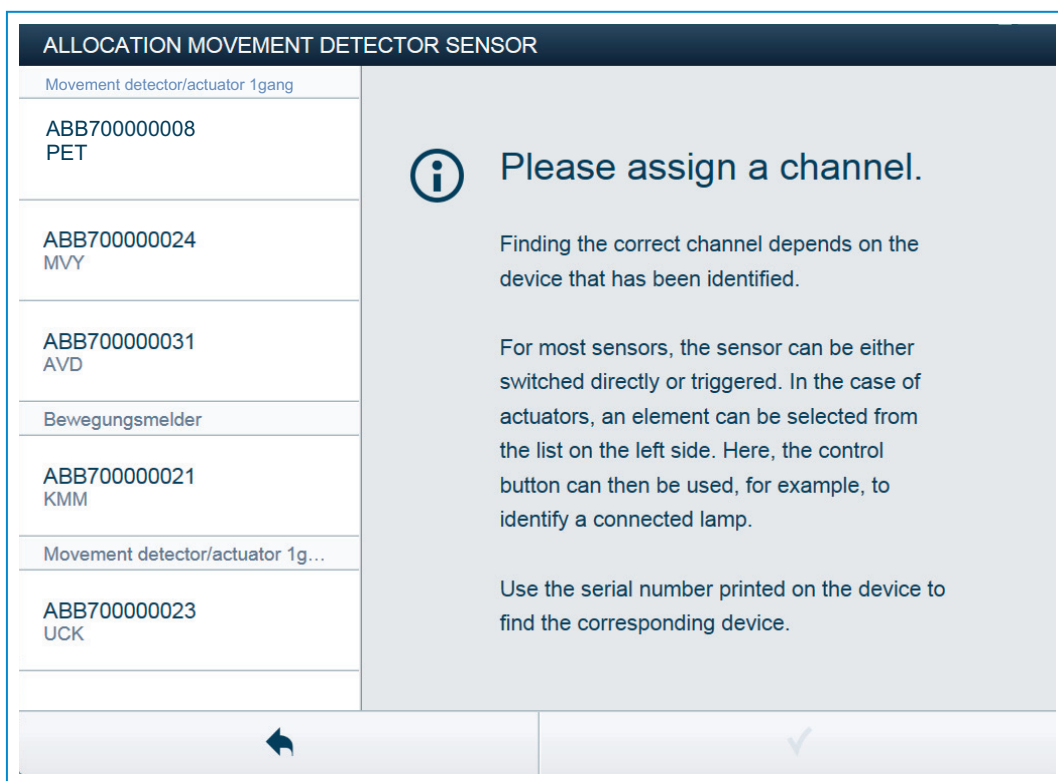 ALLOCATION MOVEMENT DETECTOR SENSOR
Movement detector/actuator 1gang
ABB700000008
PET
ABB700000024
MVY
ABB700000031
AVD
Bewegungsmelder
ABB700000021
KMM
Movement detector/actuator 1g...
ABB700000023
UCK
Please assign a channel.
Finding the correct channel depends on the
device that has been identified.
For most sensors, the sensor can be either
switched directly or triggered. In the case of
actuators, an element can be selected from
the list on the left side. Here, the control
button can then be used, for example, to
identify a connected lamp.
Use the serial number printed on the device to
find the corresponding device.